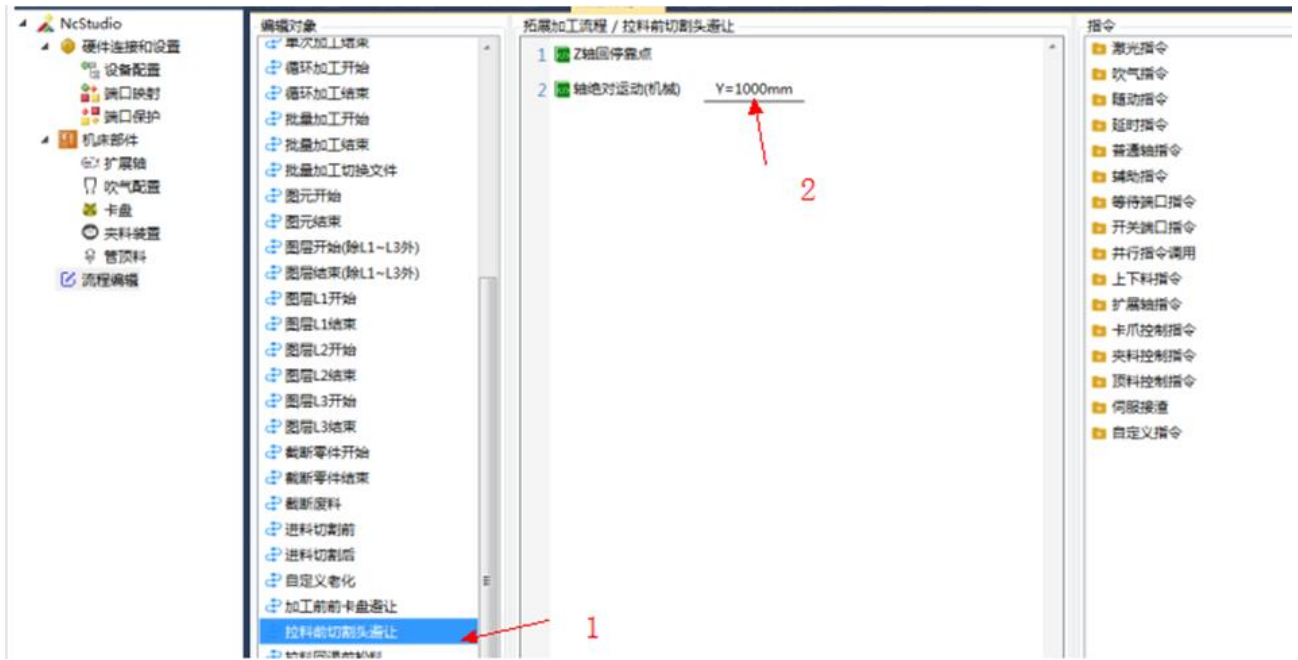 NcStudio
硬件连接和设置
设备配置
端口映射
端口保护
机床部件
扩展轴
吹气配置
卡盘
夹料装置
管顶料
流程编辑
编辑对象
单次加工结束
循环加工开始
循环加工结束
批量加工开始
批量加工结束
批量加工切换文件
图元开始
图元结束
图层开始(除L1~L3外)
图层结束(除L1~L3外)
图层L1开始
图层L1结束
图层L2开始
图层L2结束
图层L3开始
图层L3结束
截断零件开始
截断零件结束
截断废料
进料切割前
进料切割后
自定义老化
加工前前卡盘避让
拉料前切割头避让
拉料回退前松料
拓展加工流程 / 拉料前切割头避让
1 Z轴回停靠点
2 轴绝对运动(机械) Y=1000mm
2
1
指令
激光指令
吹气指令
随动指令
延时指令
普通轴指令
辅助指令
等待端口指令
开关端口指令
并行指令调用
上下料指令
扩展轴指令
卡爪控制指令
夹料控制指令
顶料控制指令
伺服接渣
自定义指令